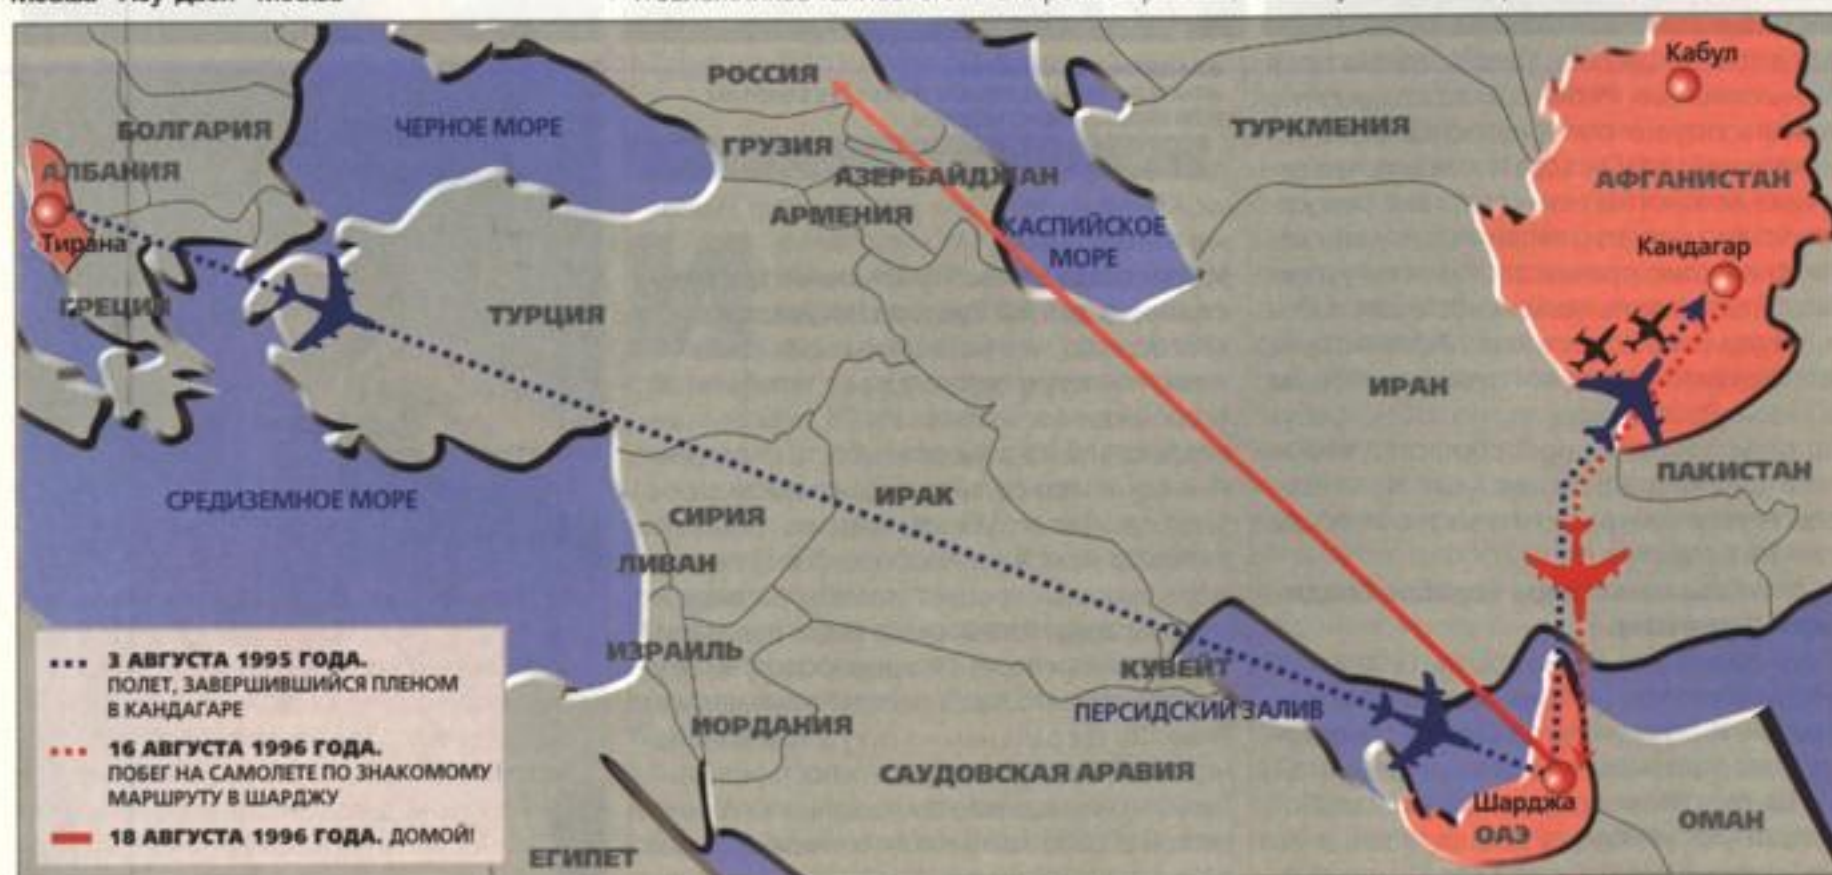 РОССИЯ
Кабул
БОЛГАРИЯ
ЧЕРНОЕ МОРЕ
ГРУЗИЯ
ТУРКМЕНИЯ
АЛБАНИЯ
АЗЕРБАЙДЖАН
АФГАНИСТАН
АРМЕНИЯ
КАСПИЙСКОЕ
МОРЕ
Тирана
Кандагар
ГРЕЦИЯ
ТУРЦИЯ
ИРАН
СРЕДИЗЕМНОЕ МОРЕ
СИРИЯ
ИРАК
ПАКИСТАН
ЛИВАН
ИЗРАИЛЬ
КУВЕЙТ
ПЕРСИДСКИЙ ЗАЛИВ
ИОРДАНИЯ
САУДОВСКАЯ АРАВИЯ
Шарджа
ОАЭ
ОМАН
ЕГИПЕТ
3 АВГУСТА 1995 ГОДА.
ПОЛЕТ, ЗАВЕРШИВШИЙСЯ ПЛЕНОМ
В КАНДАГАРЕ
16 АВГУСТА 1996 ГОДА.
ПОБЕГ НА САМОЛЕТЕ ПО ЗНАКОМОМУ
МАРШРУТУ В ШАРДЖУ
18 АВГУСТА 1996 ГОДА. ДОМОЙ!